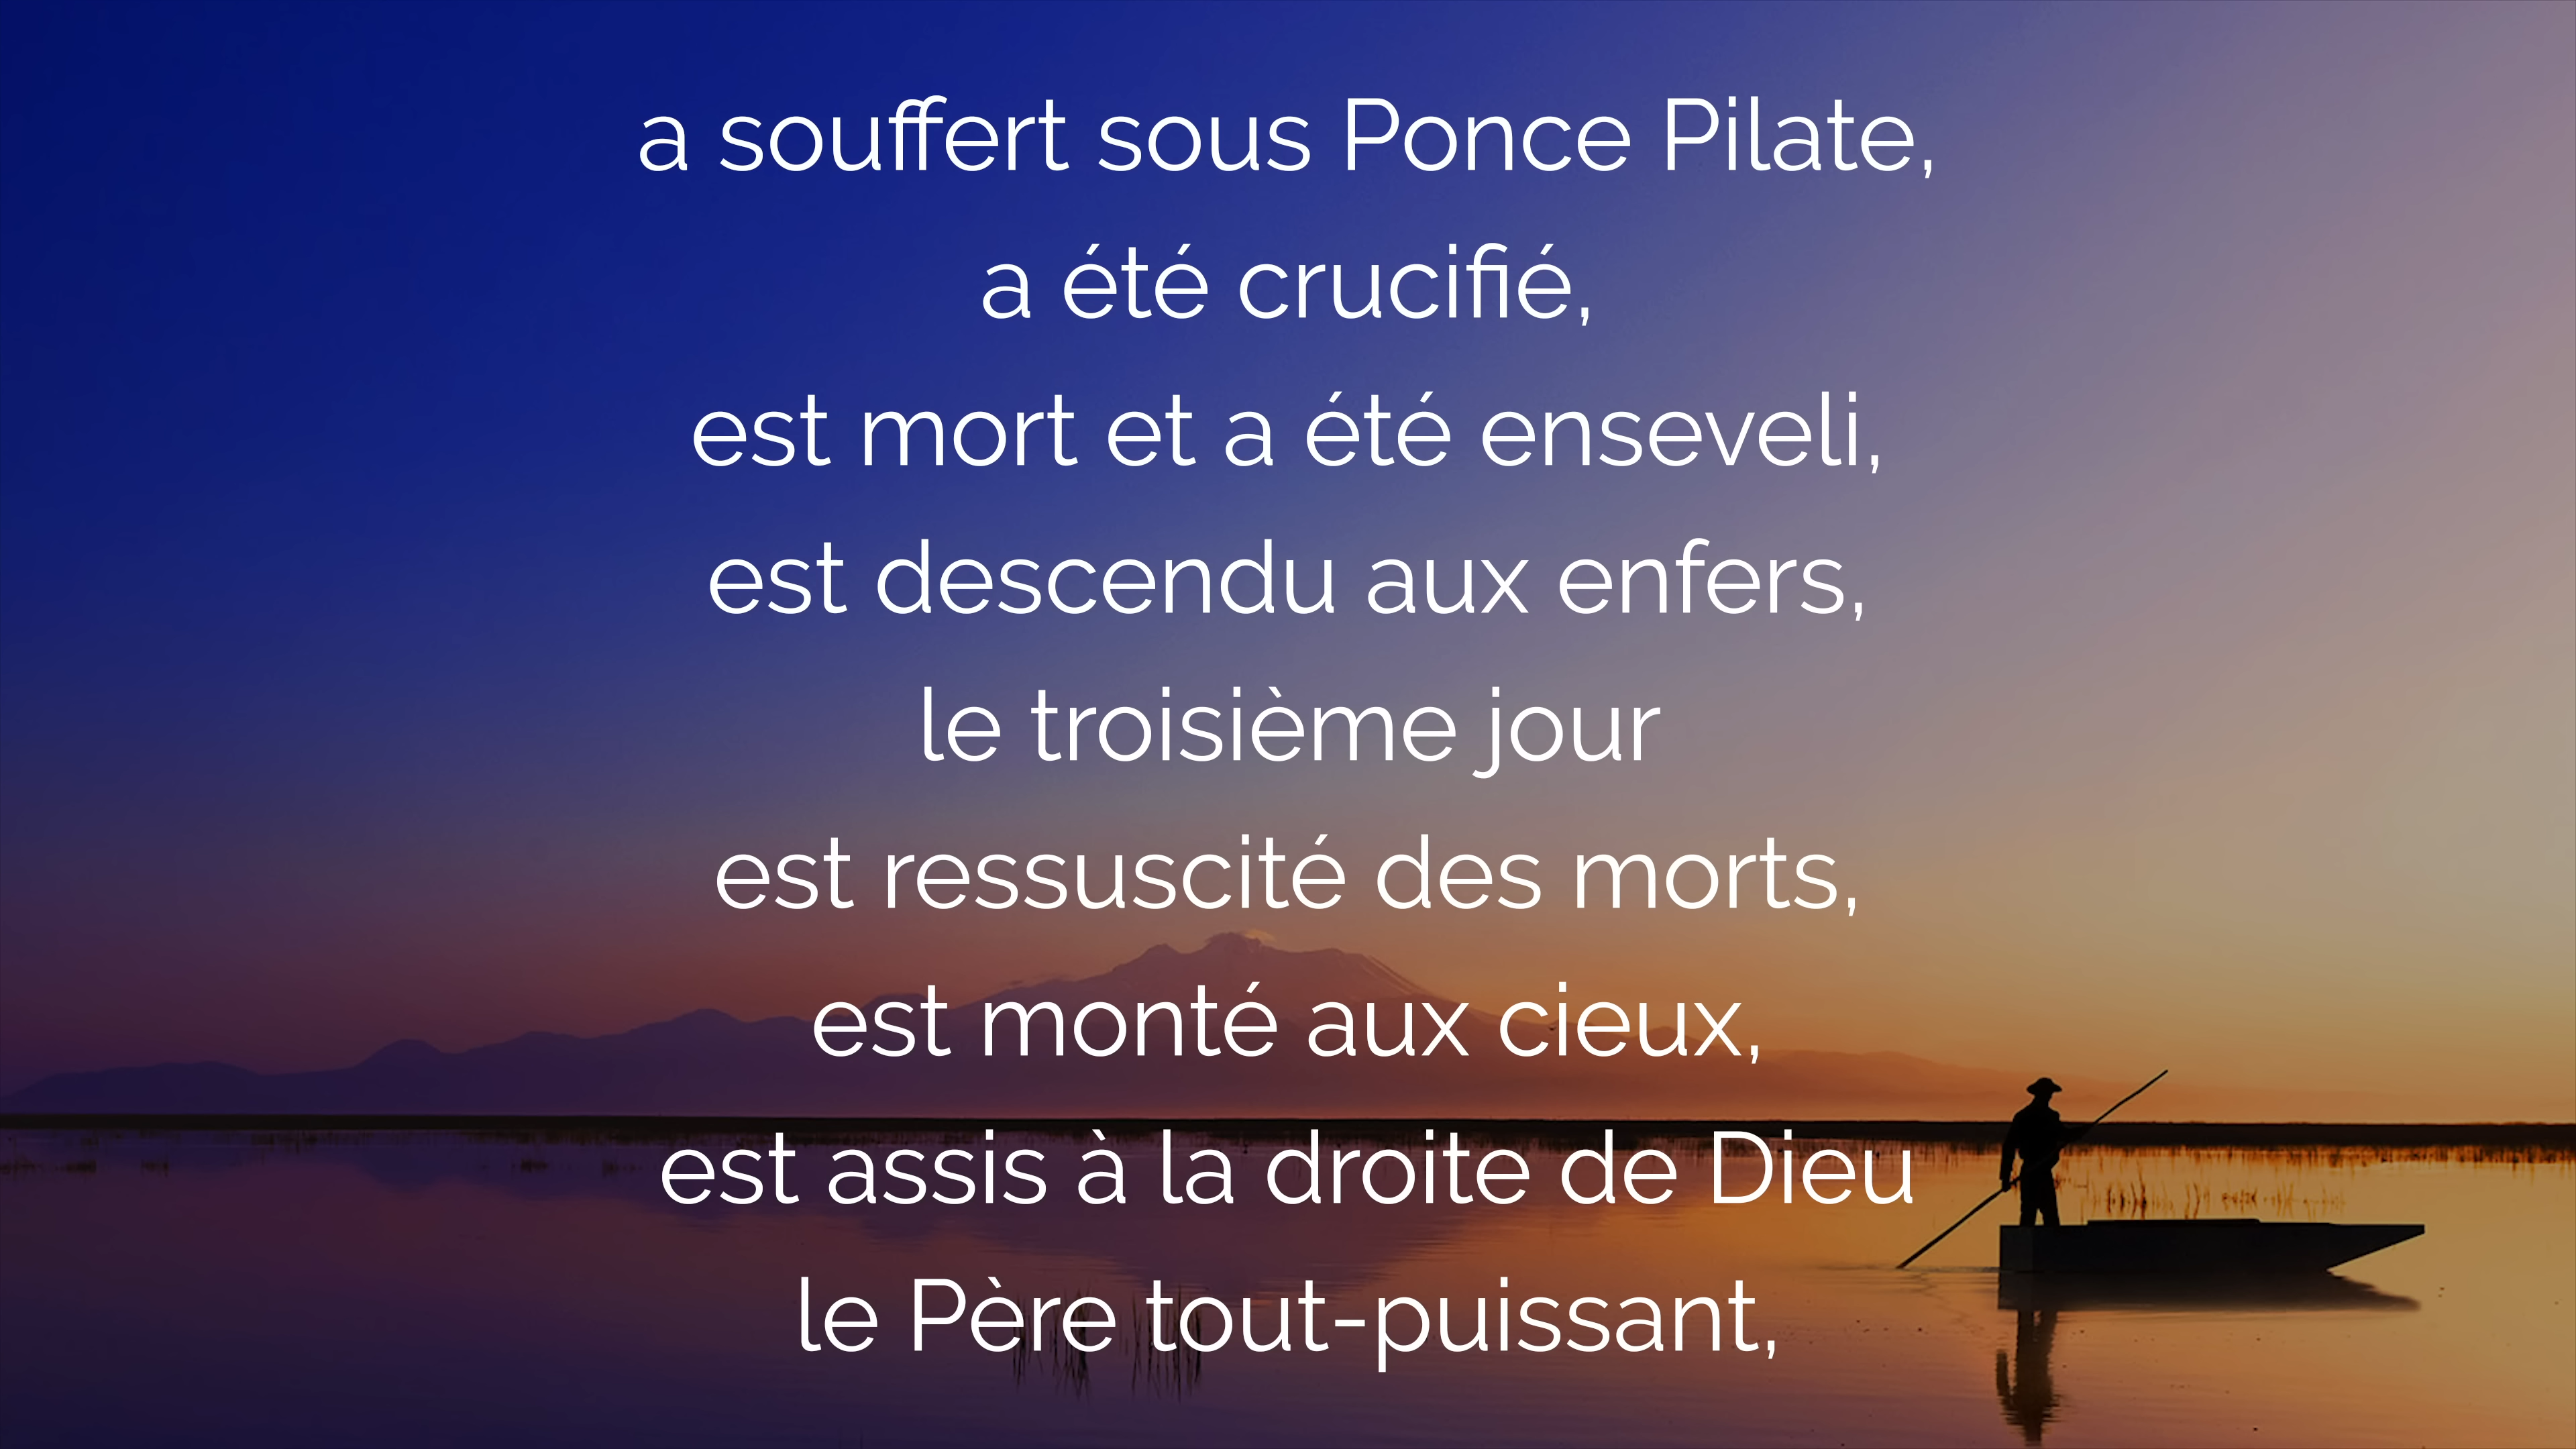 a souffert sous Ponce Pilate,
a été crucifié,
est mort et a été enseveli,
est descendu aux enfers,
le troisième jour
est ressuscité des morts,
est monté aux cieux,
est assis à la droite de Dieu
le Père tout-puissant,